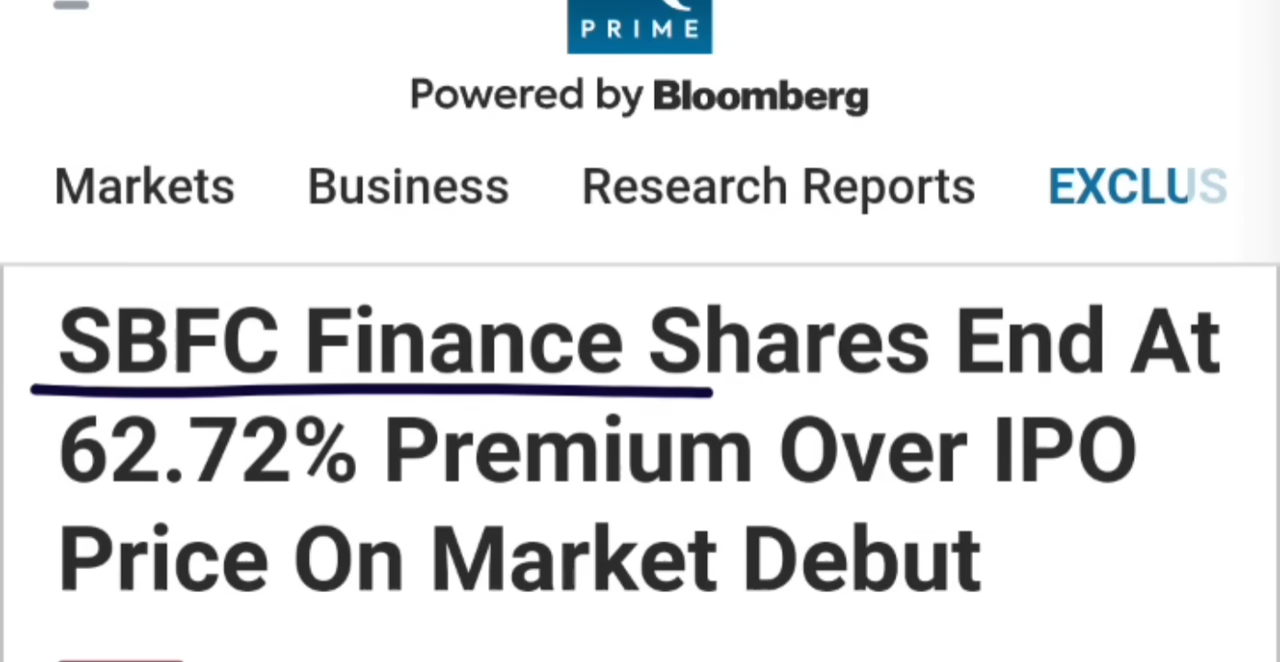 PRIME
Powered by Bloomberg
Markets Business Research Reports EXCLUS
SBFC Finance Shares End At
62.72% Premium Over IPO
Price On Market Debut